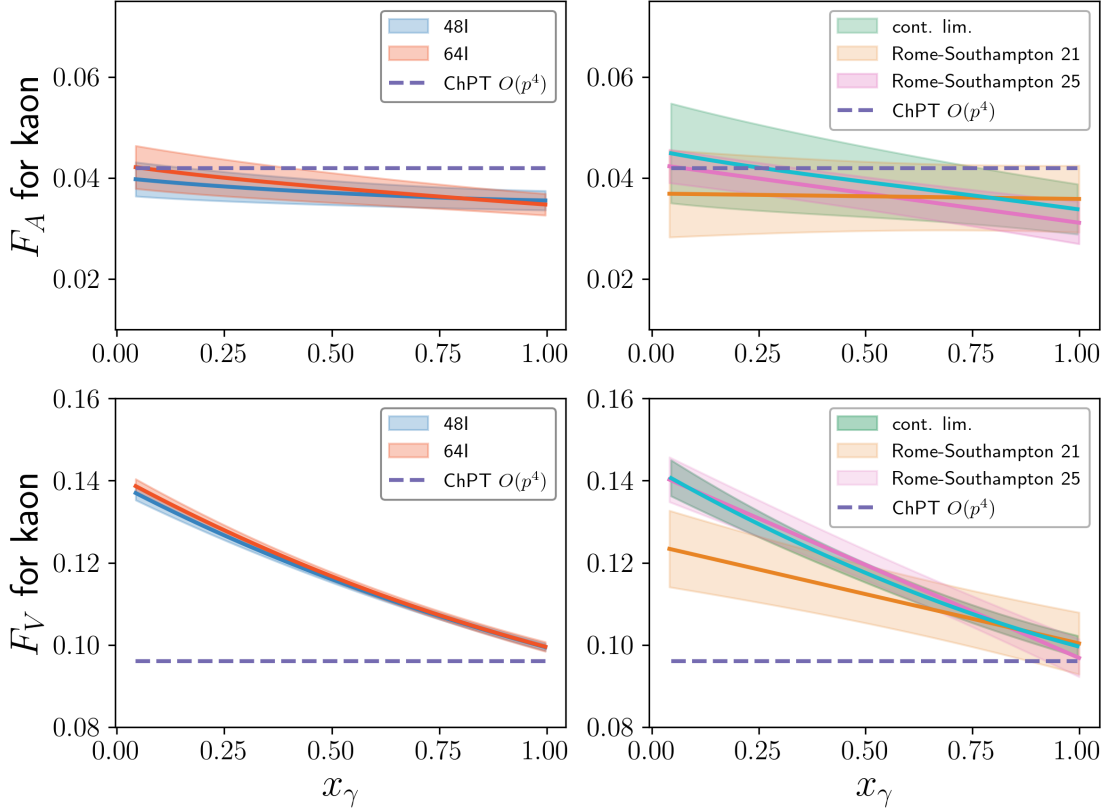 0.06
0.04
0.02
F_A for kaon
48I
64I
ChPT O(p⁴)
0.00 0.25 0.50 0.75 1.00
0.06
0.04
0.02
cont. lim.
Rome-Southampton 21
Rome-Southampton 25
ChPT O(p⁴)
0.00 0.25 0.50 0.75 1.00
0.16
0.14
0.12
0.10
0.08
F_V for kaon
48I
64I
ChPT O(p⁴)
0.00 0.25 0.50 0.75 1.00
x_γ
0.16
0.14
0.12
0.10
0.08
cont. lim.
Rome-Southampton 21
Rome-Southampton 25
ChPT O(p⁴)
0.00 0.25 0.50 0.75 1.00
x_γ